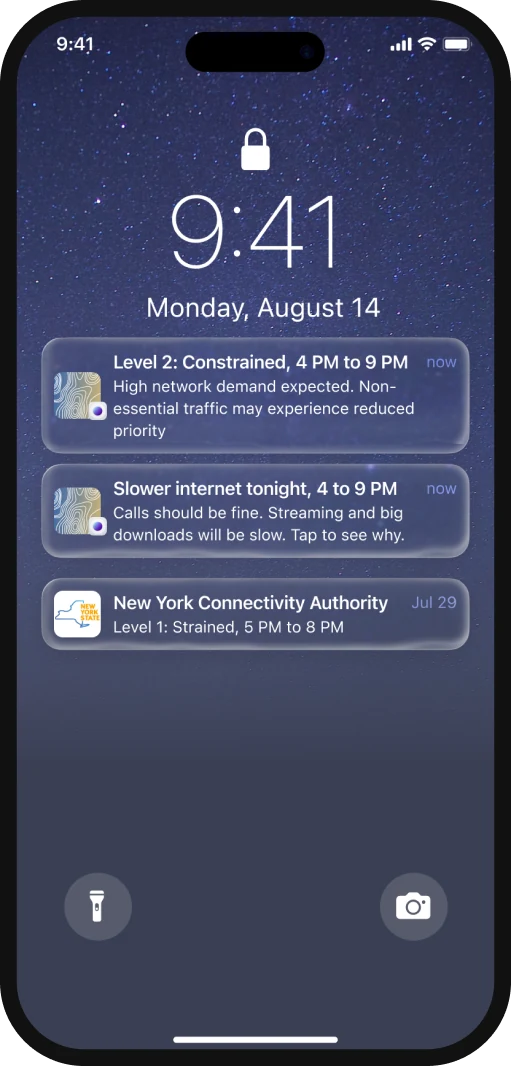 9:41
9:41
Monday, August 14
Level 2: Constrained, 4 PM to 9 PM now
High network demand expected. Non-
essential traffic may experience reduced
priority
Slower internet tonight, 4 to 9 PM now
Calls should be fine. Streaming and big
downloads will be slow. Tap to see why.
NEW
YORK
STATE
New York Connectivity Authority Jul 29
Level 1: Strained, 5 PM to 8 PM